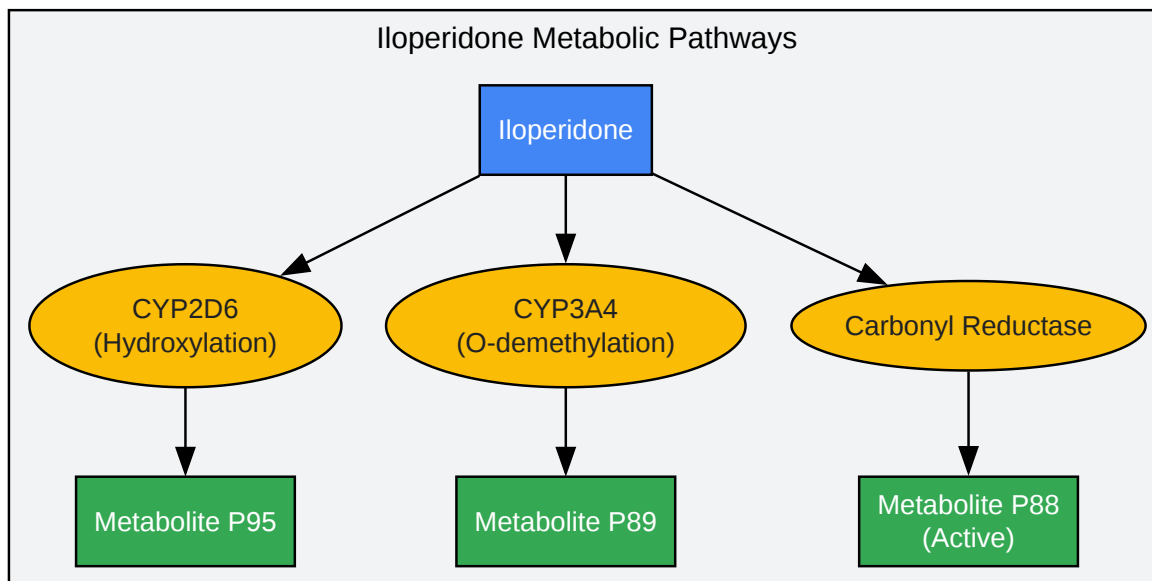 Iloperidone Metabolic Pathways
Iloperidone
CYP2D6
(Hydroxylation)
CYP3A4
(O-demethylation)
Carbonyl Reductase
Metabolite P95
Metabolite P89
Metabolite P88
(Active)